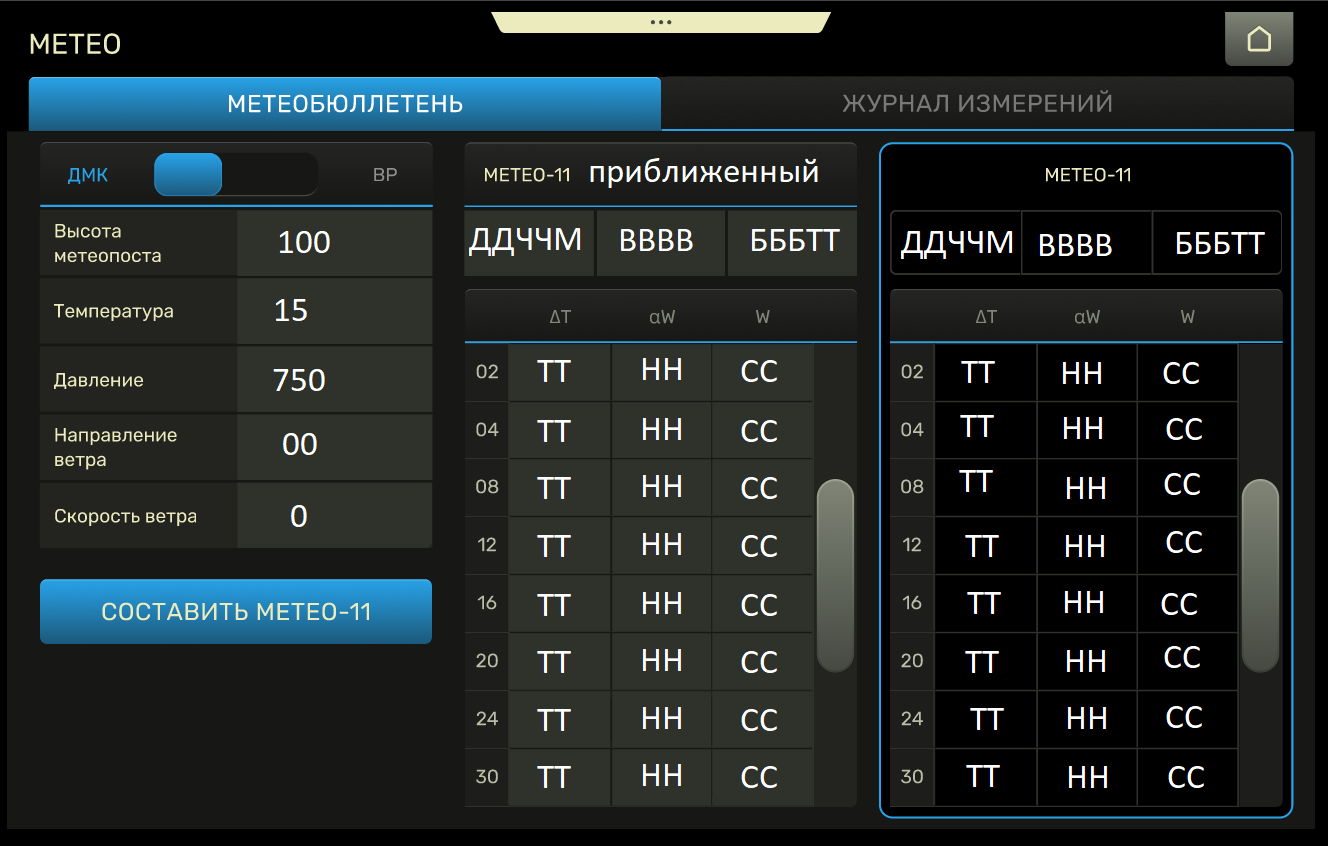 •••
МЕТЕО
МЕТЕОБЮЛЛЕТЕНЬ
ЖУРНАЛ ИЗМЕРЕНИЙ
ДМК ВР
Высота
метеопоста
100
Температура 15
Давление 750
Направление
ветра
00
Скорость ветра 0
СОСТАВИТЬ МЕТЕО-11
МЕТЕО-11 приближенный
ДДЧЧМ ВВВВ БББТТ
ΔТ αW W
02 ТТ НН СС
04 ТТ НН СС
08 ТТ НН СС
12 ТТ НН СС
16 ТТ НН СС
20 ТТ НН СС
24 ТТ НН СС
30 ТТ НН СС
МЕТЕО-11
ДДЧЧМ ВВВВ БББТТ
ΔТ αW W
02 ТТ НН СС
04 ТТ НН СС
08 ТТ НН СС
12 ТТ НН СС
16 ТТ НН СС
20 ТТ НН СС
24 ТТ НН СС
30 ТТ НН СС